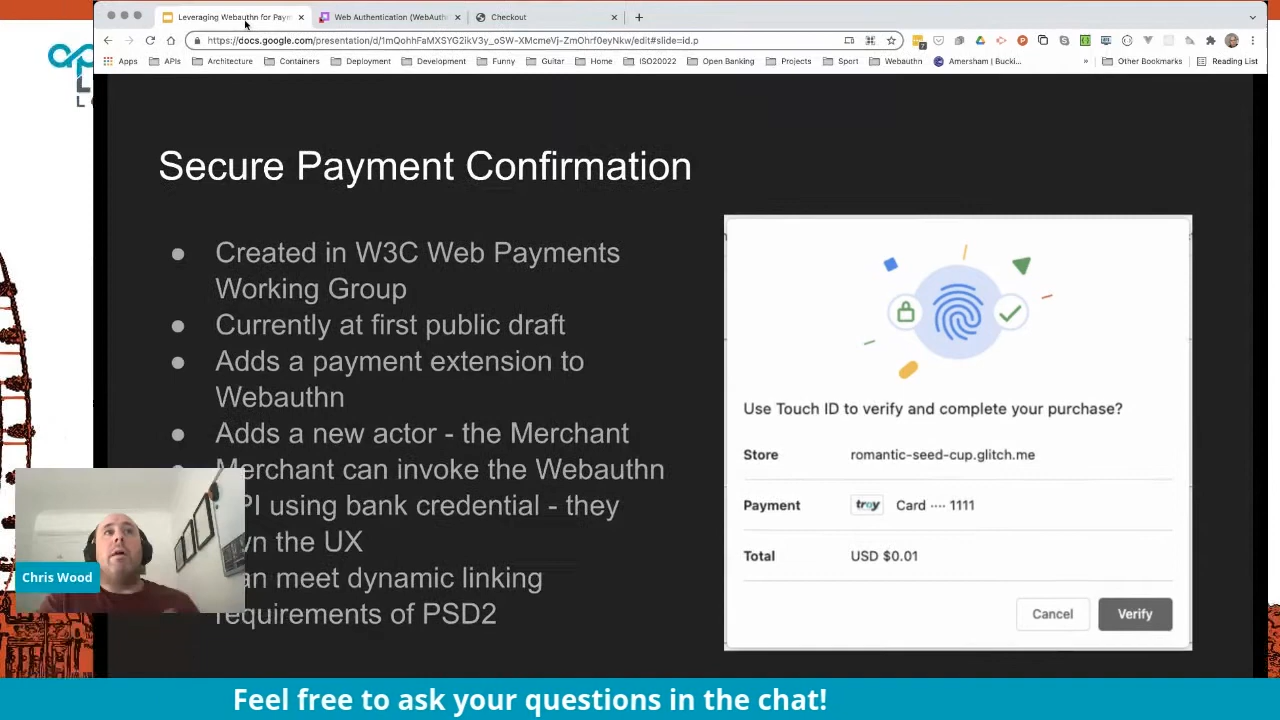 Leveraging Webauthn for Paym
Web Authentication (WebAuth
Checkout
https://docs.google.com/presentation/d/1mQohhFaMXSYG2ikV3y_oSW-XMcmeVj-ZmOhrf0eyNkw/edit#slide=id.p
Apps APIs Architecture Containers Deployment Development Funny Guitar Home ISO20022 Open Banking Projects Sport Webauthn Amersham | Bucki... » Other Bookmarks Reading List
Secure Payment Confirmation
● Created in W3C Web Payments
Working Group
● Currently at first public draft
● Adds a payment extension to
Webauthn
● Adds a new actor - the Merchant
Merchant can invoke the Webauthn
PI using bank credential - they
wn the UX
an meet dynamic linking
requirements of PSD2
Use Touch ID to verify and complete your purchase?
Store romantic-seed-cup.glitch.me
Payment troy Card ···· 1111
Total USD $0.01
Cancel Verify
Chris Wood
Feel free to ask your questions in the chat!